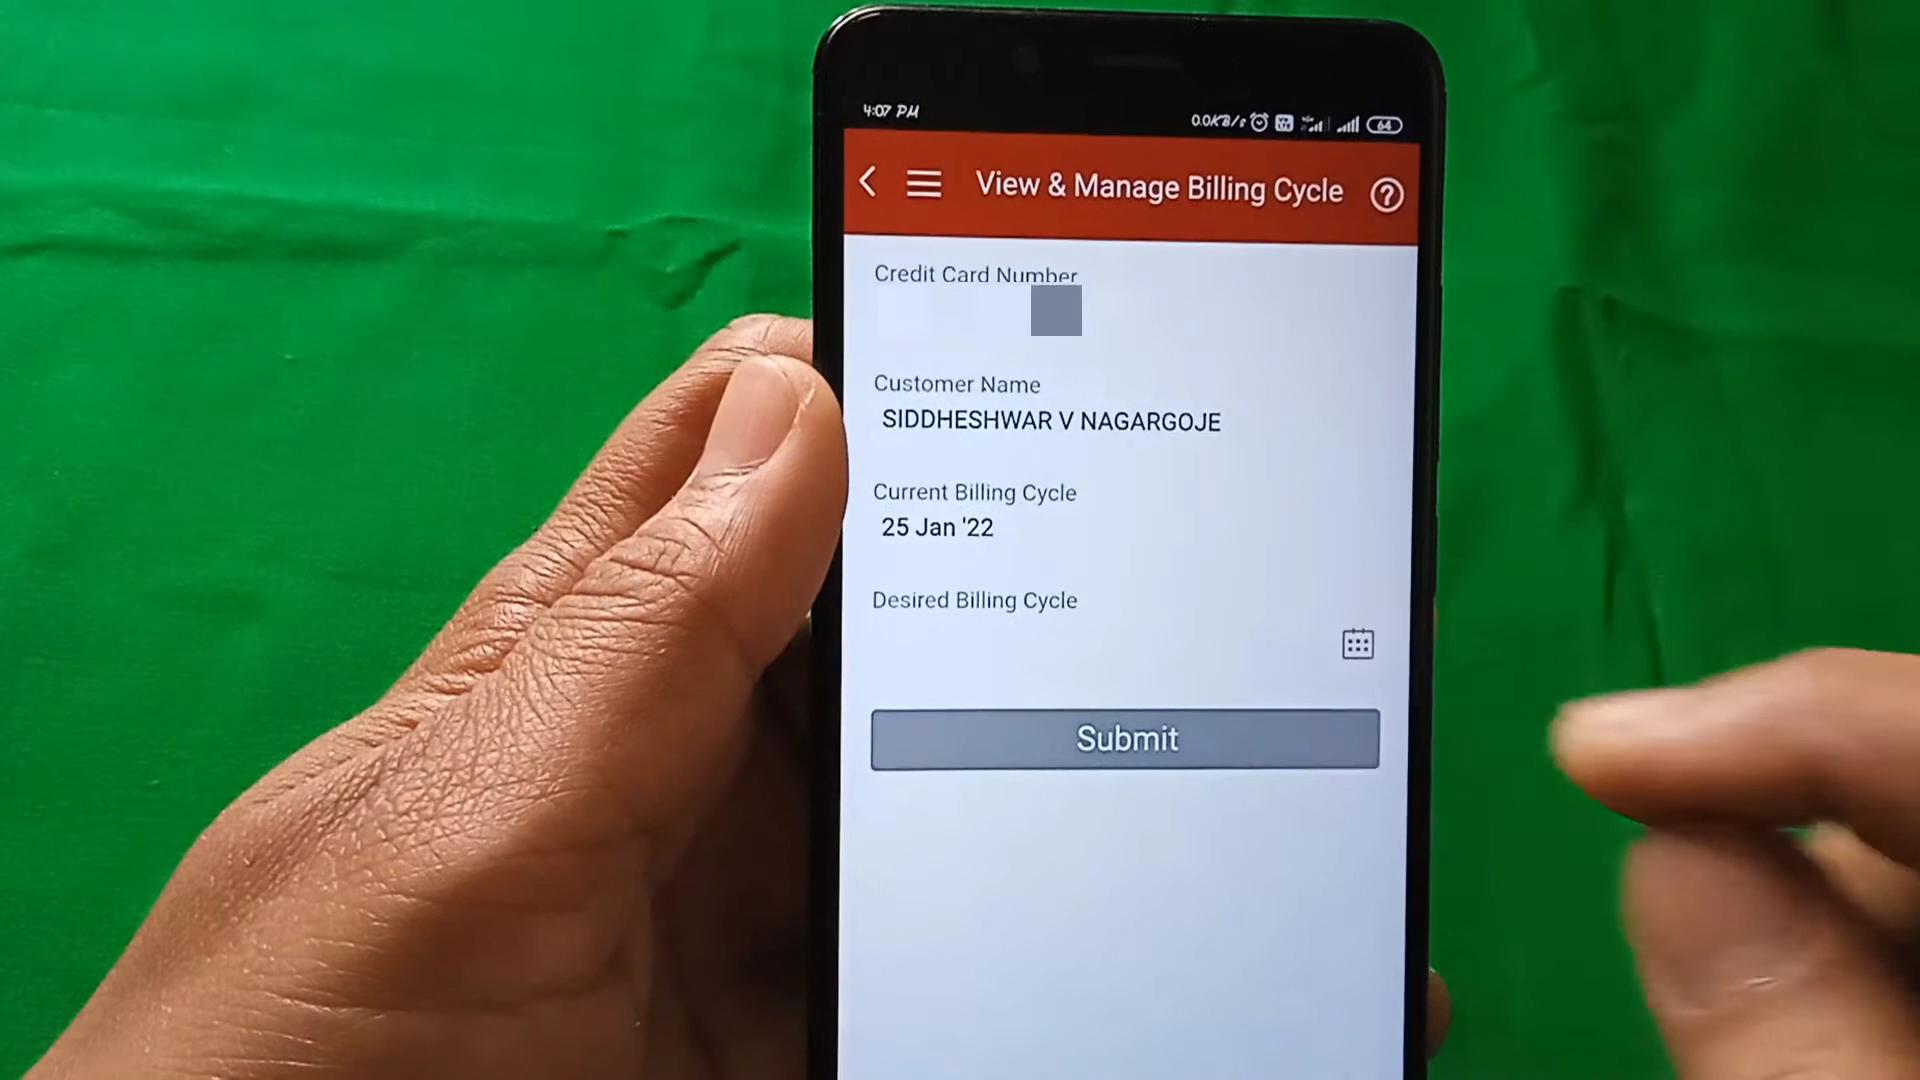 4:07 PM
0.0KB/s 64
View & Manage Billing Cycle
Credit Card Number
Customer Name
SIDDHESHWAR V NAGARGOJE
Current Billing Cycle
25 Jan '22
Desired Billing Cycle
Submit